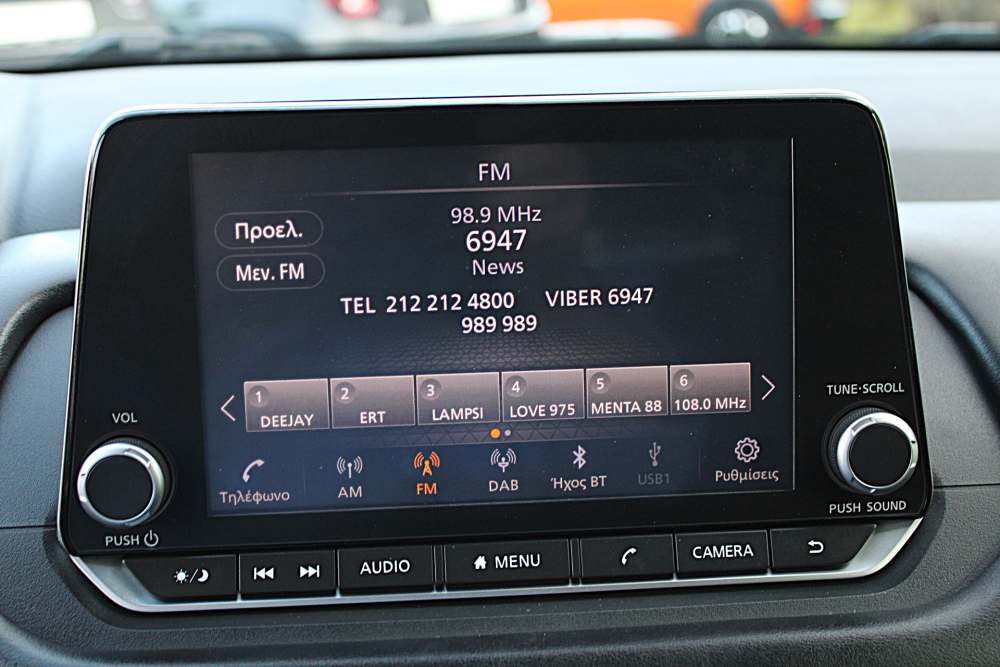 FM
98.9 MHz
Προελ.
6947
Μεν. FM
News
TEL 212 212 4800 VIBER 6947
989 989
1 DEEJAY
2 ERT
3 LAMPSI
4 LOVE 975
5 MENTA 88
6 108.0 MHz
TUNE·SCROLL
VOL
Τηλέφωνο
AM
FM
DAB
Ήχος BT
USB1
Ρυθμίσεις
PUSH
PUSH SOUND
AUDIO
MENU
CAMERA